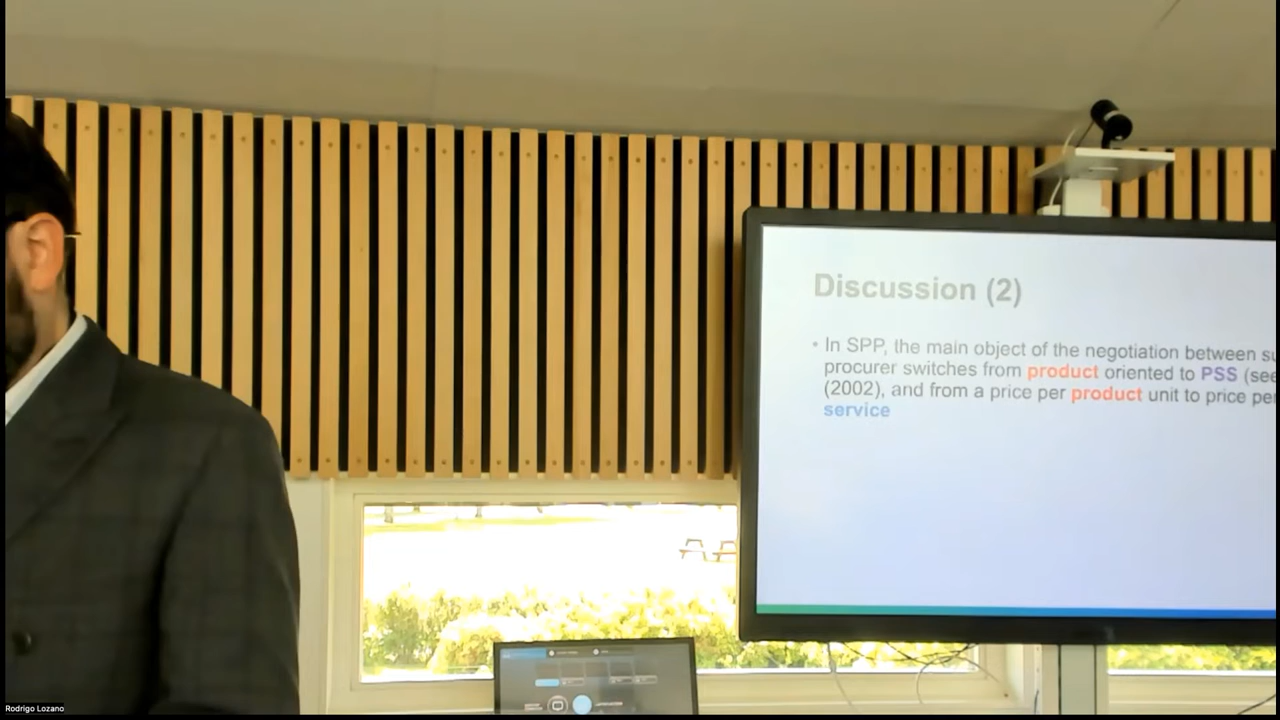 Discussion (2)
• In SPP, the main object of the negotiation between
procurer switches from product oriented to PSS (see
(2002), and from a price per product unit to price per
service
Rodrigo Lozano